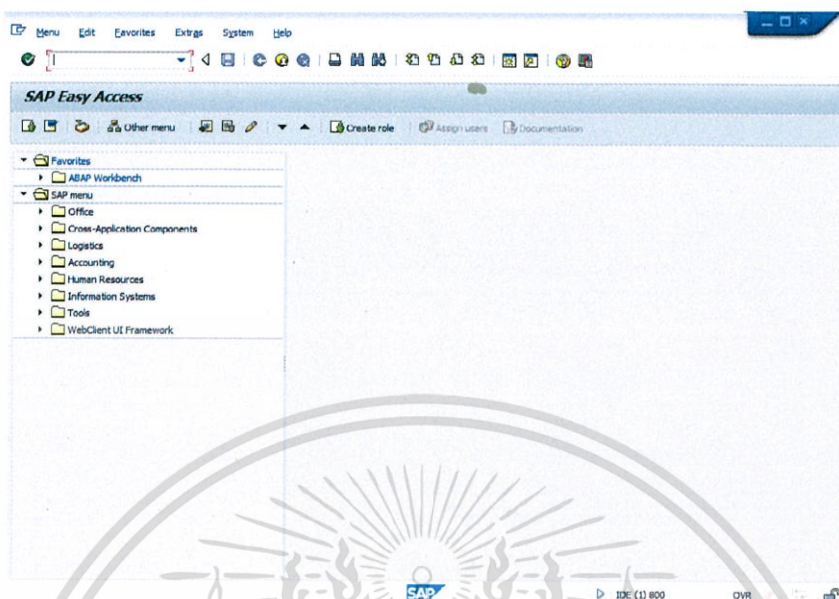 Menu Edit Favorites Extras System Help
SAP Easy Access
Other menu Create role Assign users Documentation
Favorites
ABAP Workbench
SAP menu
Office
Cross-Application Components
Logistics
Accounting
Human Resources
Information Systems
Tools
WebClient UI Framework
SAP IDE (1) 800 OVR